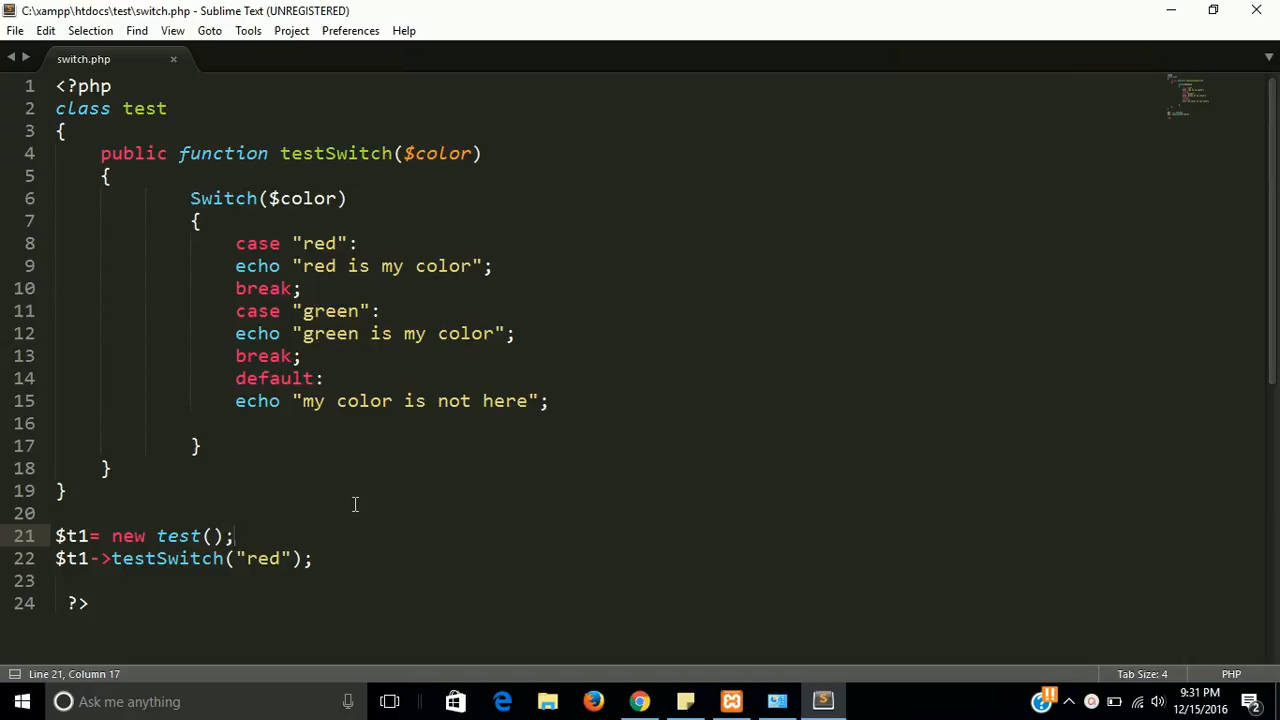 C:\xampp\htdocs\test\switch.php - Sublime Text (UNREGISTERED)
File Edit Selection Find View Goto Tools Project Preferences Help
switch.php
1 <?php
2 class test
3 {
4 public function testSwitch($color)
5 {
6 Switch($color)
7 {
8 case "red":
9 echo "red is my color";
10 break;
11 case "green":
12 echo "green is my color";
13 break;
14 default:
15 echo "my color is not here";
16
17 }
18 }
19 }
20
21 $t1= new test();
22 $t1->testSwitch("red");
23
24 ?>
Line 21, Column 17 Tab Size: 4 PHP
Ask me anything 9:31 PM
12/15/2016 2